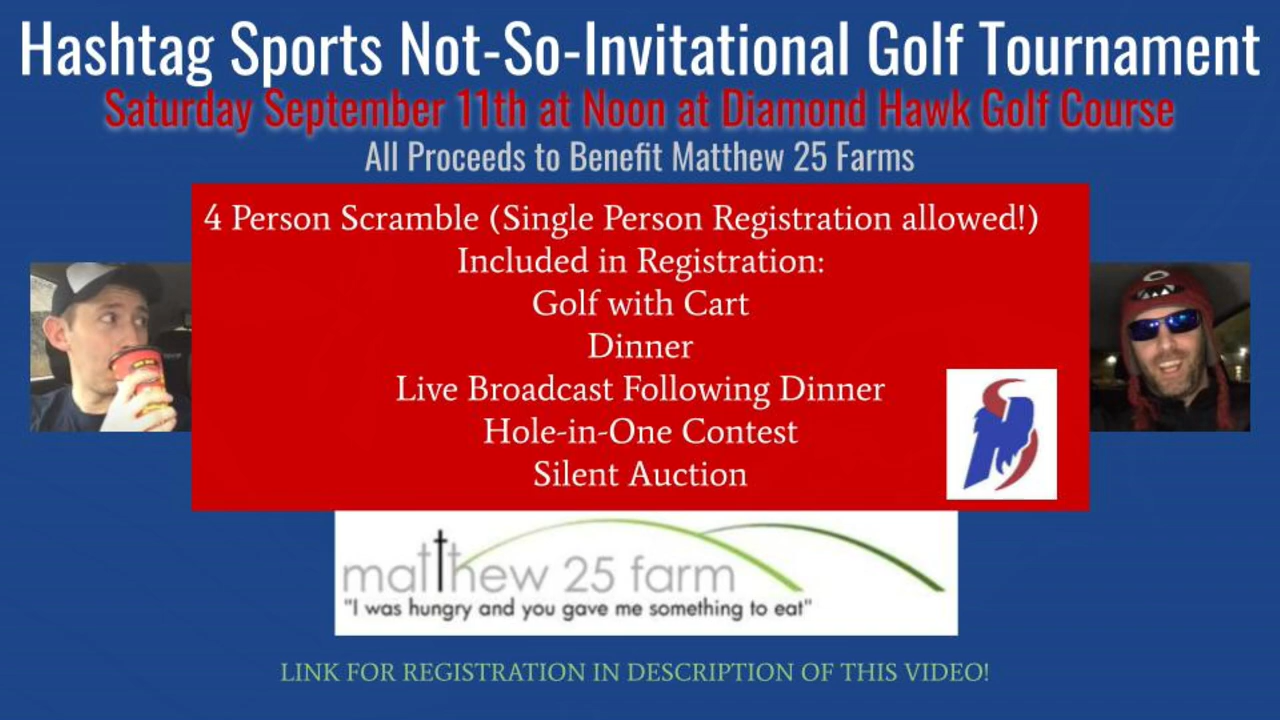 Hashtag Sports Not-So-Invitational Golf Tournament
Saturday September 11th at Noon at Diamond Hawk Golf Course
All Proceeds to Benefit Matthew 25 Farms
4 Person Scramble (Single Person Registration allowed!)
Included in Registration:
Golf with Cart
Dinner
Live Broadcast Following Dinner
Hole-in-One Contest
Silent Auction
matthew 25 farm
"I was hungry and you gave me something to eat"
LINK FOR REGISTRATION IN DESCRIPTION OF THIS VIDEO!